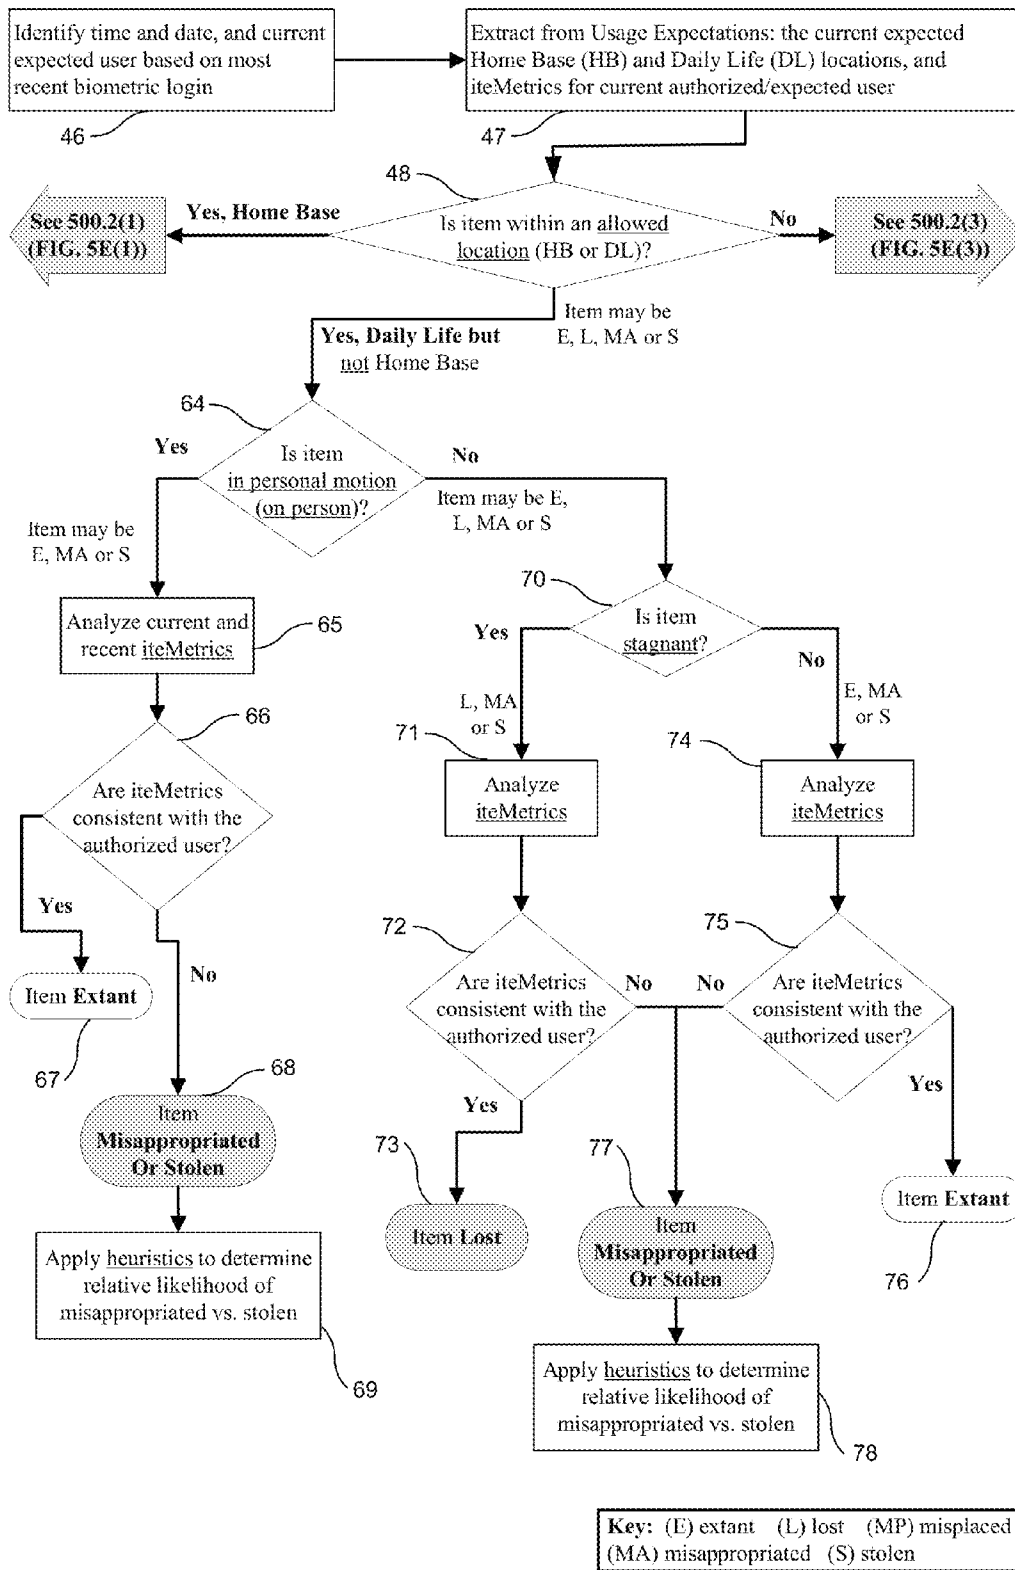 Identify time and date, and current
expected user based on most
recent biometric login
46
Extract from Usage Expectations: the current expected
Home Base (HB) and Daily Life (DL) locations, and
iteMetrics for current authorized/expected user
47
48
See 500.2(1)
(FIG. 5E(1))
Yes, Home Base
Is item within an allowed
location (HB or DL)?
No
See 500.2(3)
(FIG. 5E(3))
Item may be
E, L, MA or S
Yes, Daily Life but
not Home Base
64
Yes
Is item
in personal motion
(on person)?
No
Item may be E,
L, MA or S
Item may be
E, MA or S
70
Is item
stagnant?
Yes
No
Analyze current and
recent iteMetrics
65
L, MA
or S
E, MA
or S
66
71
74
Are iteMetrics
consistent with the
authorized user?
Analyze
iteMetrics
Analyze
iteMetrics
Yes
No
72
75
Item Extant
67
Are iteMetrics
consistent with the
authorized user?
No
No
Are iteMetrics
consistent with the
authorized user?
68
Item
Misappropriated
Or Stolen
Yes
Yes
73
Item Lost
77
Item
Misappropriated
Or Stolen
Item Extant
76
Apply heuristics to determine
relative likelihood of
misappropriated vs. stolen
69
Apply heuristics to determine
relative likelihood of
misappropriated vs. stolen
78
Key: (E) extant (L) lost (MP) misplaced
(MA) misappropriated (S) stolen